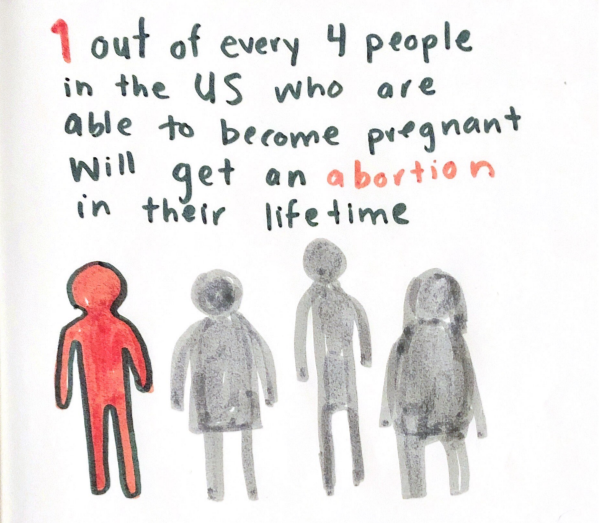 1 out of every 4 people
in the US who are
able to become pregnant
will get an abortion
in their lifetime